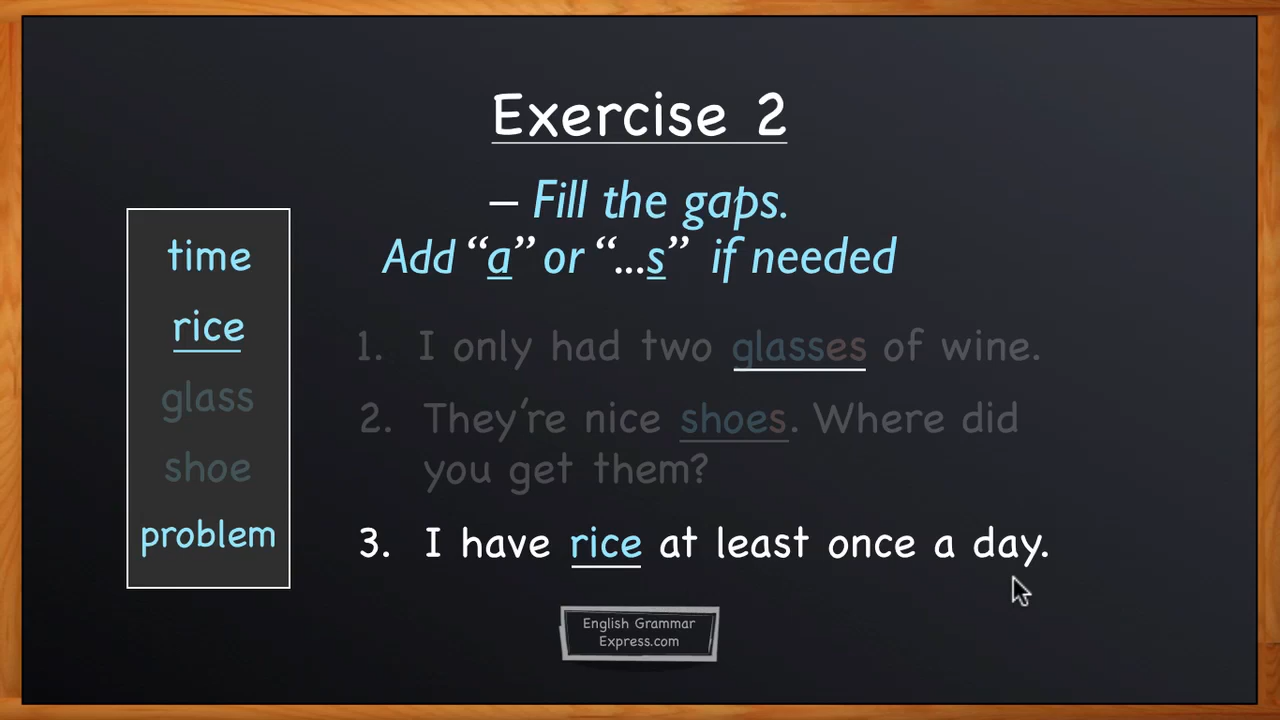 Exercise 2
– Fill the gaps.
Add “a” or “...s” if needed
time
rice
glass
shoe
problem
1. I only had two glasses of wine.
2. They’re nice shoes. Where did
you get them?
3. I have rice at least once a day.
English Grammar
Express.com